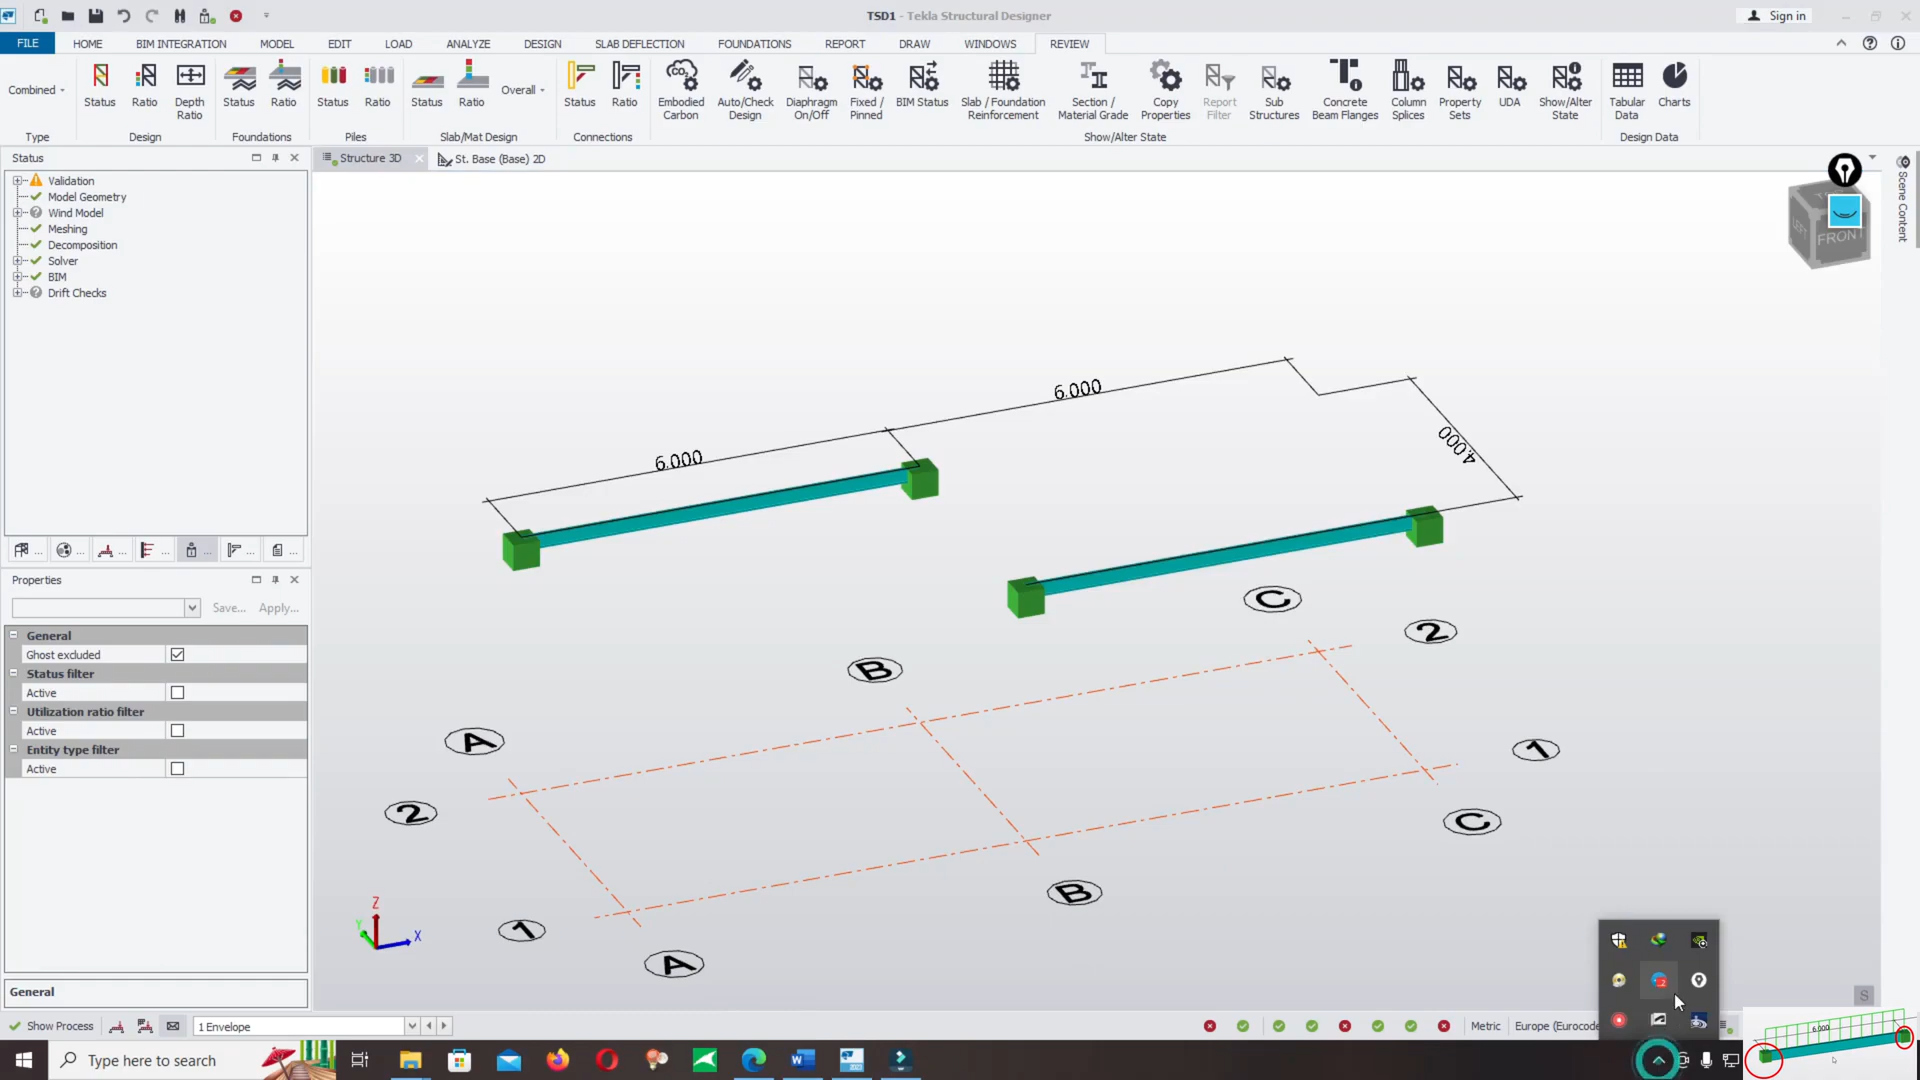 TSD1 - Tekla Structural Designer
Sign in
FILE
HOME
BIM INTEGRATION
MODEL
EDIT
LOAD
ANALYZE
DESIGN
SLAB DEFLECTION
FOUNDATIONS
REPORT
DRAW
WINDOWS
REVIEW
Combined
Status
Ratio
Depth Ratio
Status
Ratio
Status
Ratio
Status
Ratio
Overall
Status
Ratio
Embodied Carbon
Auto/Check Design
Diaphragm On/Off
Fixed / Pinned
BIM Status
Slab / Foundation Reinforcement
Section / Material Grade
Copy Properties
Report Filter
Sub Structures
Concrete Beam Flanges
Column Splices
Property Sets
UDA
Show/Alter State
Tabular Data
Charts
Type
Design
Foundations
Piles
Slab/Mat Design
Connections
Show/Alter State
Design Data
Status
Structure 3D
St. Base (Base) 2D
Validation
Model Geometry
Wind Model
Meshing
Decomposition
Solver
BIM
Drift Checks
Scene Content
LEFT
FRONT
6.000
6.000
4.000
Properties
Save...
Apply...
General
Ghost excluded
Status filter
Active
Utilization ratio filter
Active
Entity type filter
Active
General
C
2
B
A
1
2
C
B
1
A
Z
Y
X
S
Show Process
1 Envelope
Metric
Europe (Eurocode
6.000
Type here to search